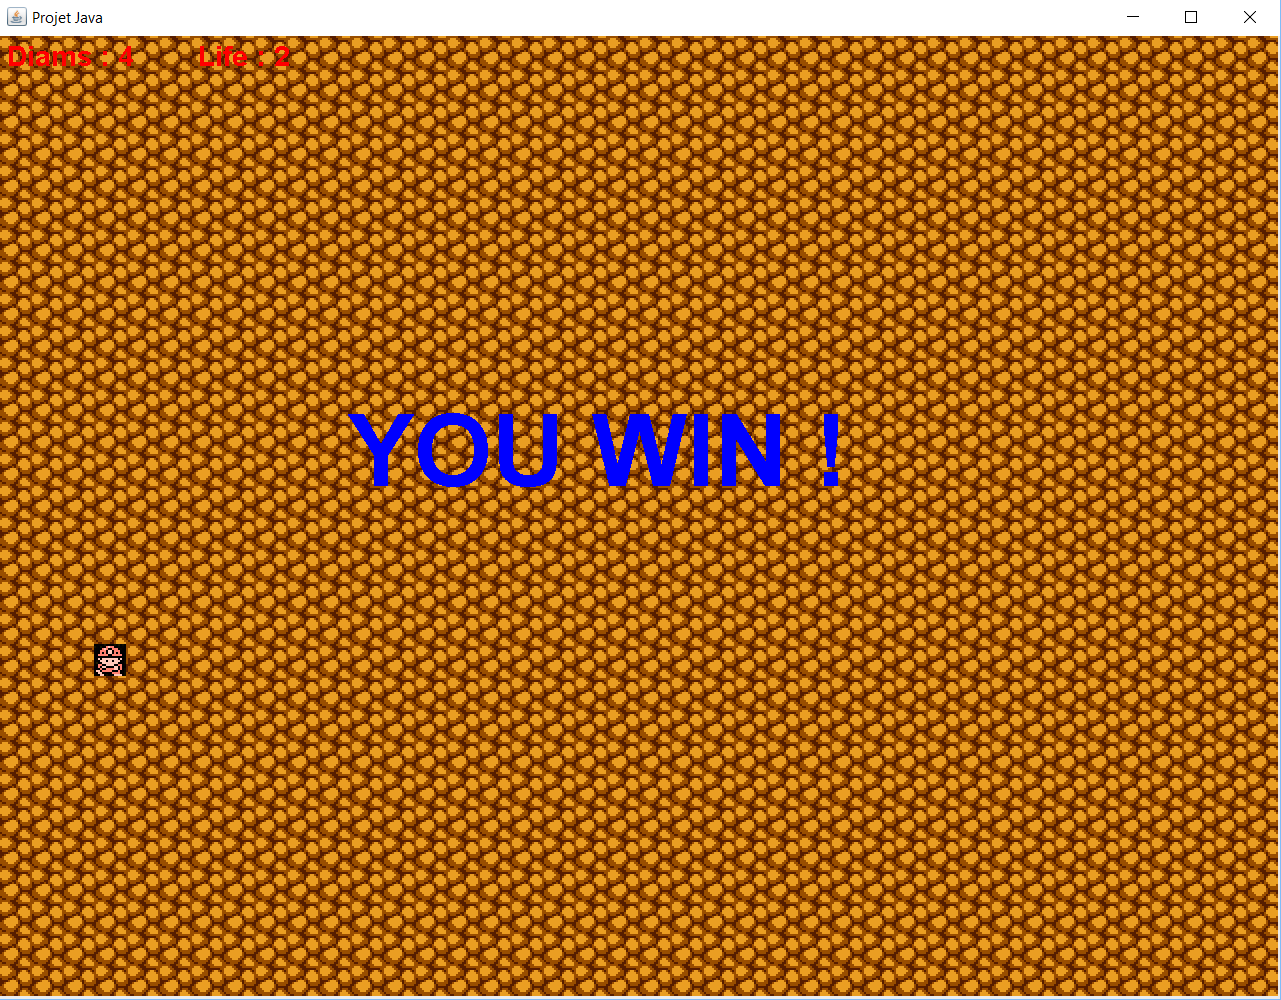 Projet Java
Diams : 4 Life : 2
YOU WIN !